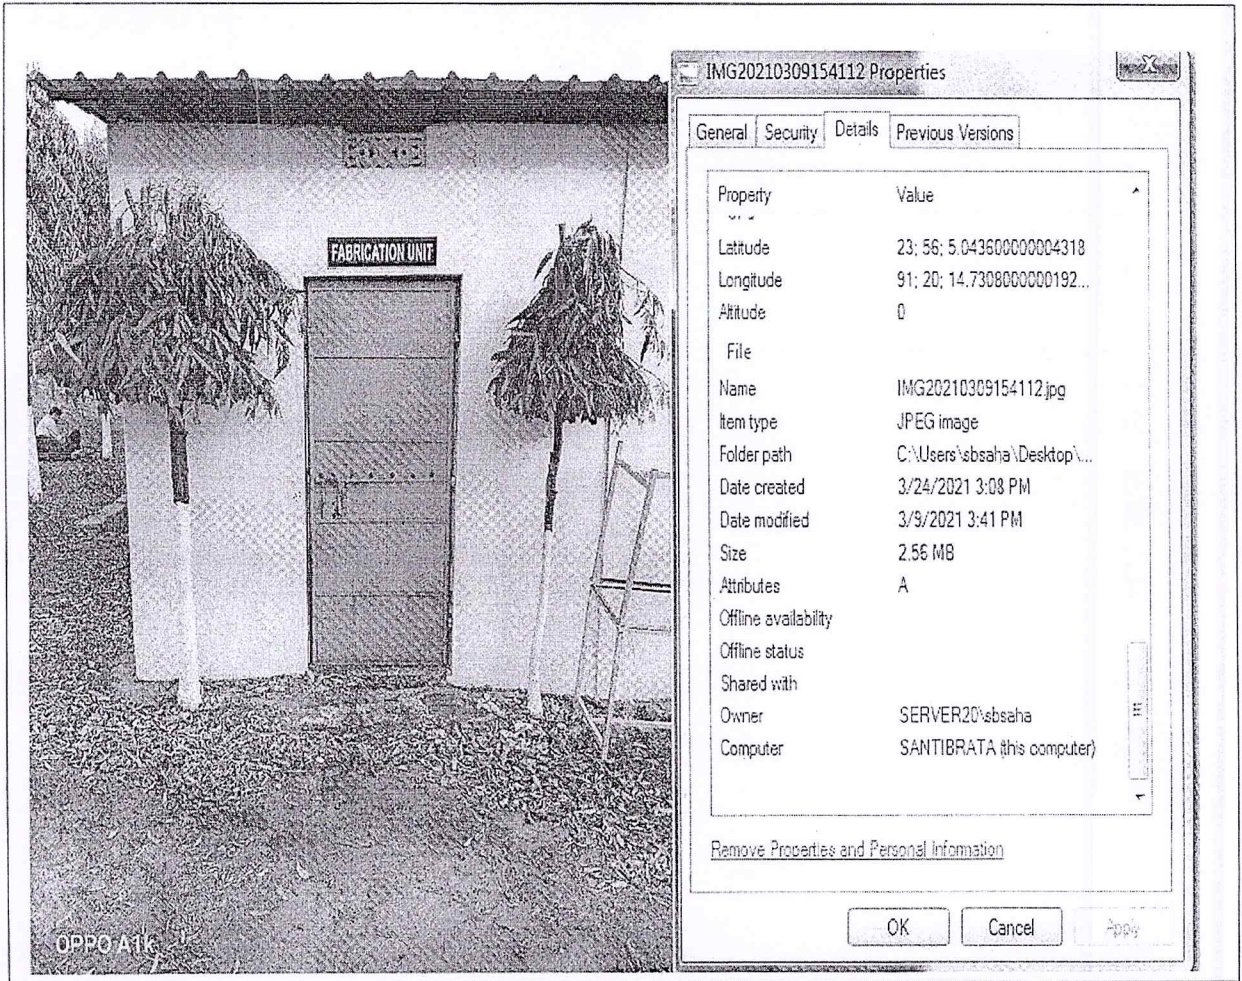 FABRICATION UNIT
OPPO A1k
IMG20210309154112 Properties
General Security Details Previous Versions
Property Value
Latitude 23; 56; 5.043600000004318
Longitude 91; 20; 14.7308000000192...
Altitude 0
File
Name IMG20210309154112.jpg
Item type JPEG image
Folder path C:\Users\sbsaha\Desktop\...
Date created 3/24/2021 3:08 PM
Date modified 3/9/2021 3:41 PM
Size 2.56 MB
Attributes A
Offline availability
Offline status
Shared with
Owner SERVER20\sbsaha
Computer SANTIBRATA (this computer)
Remove Properties and Personal Information
OK Cancel Apply